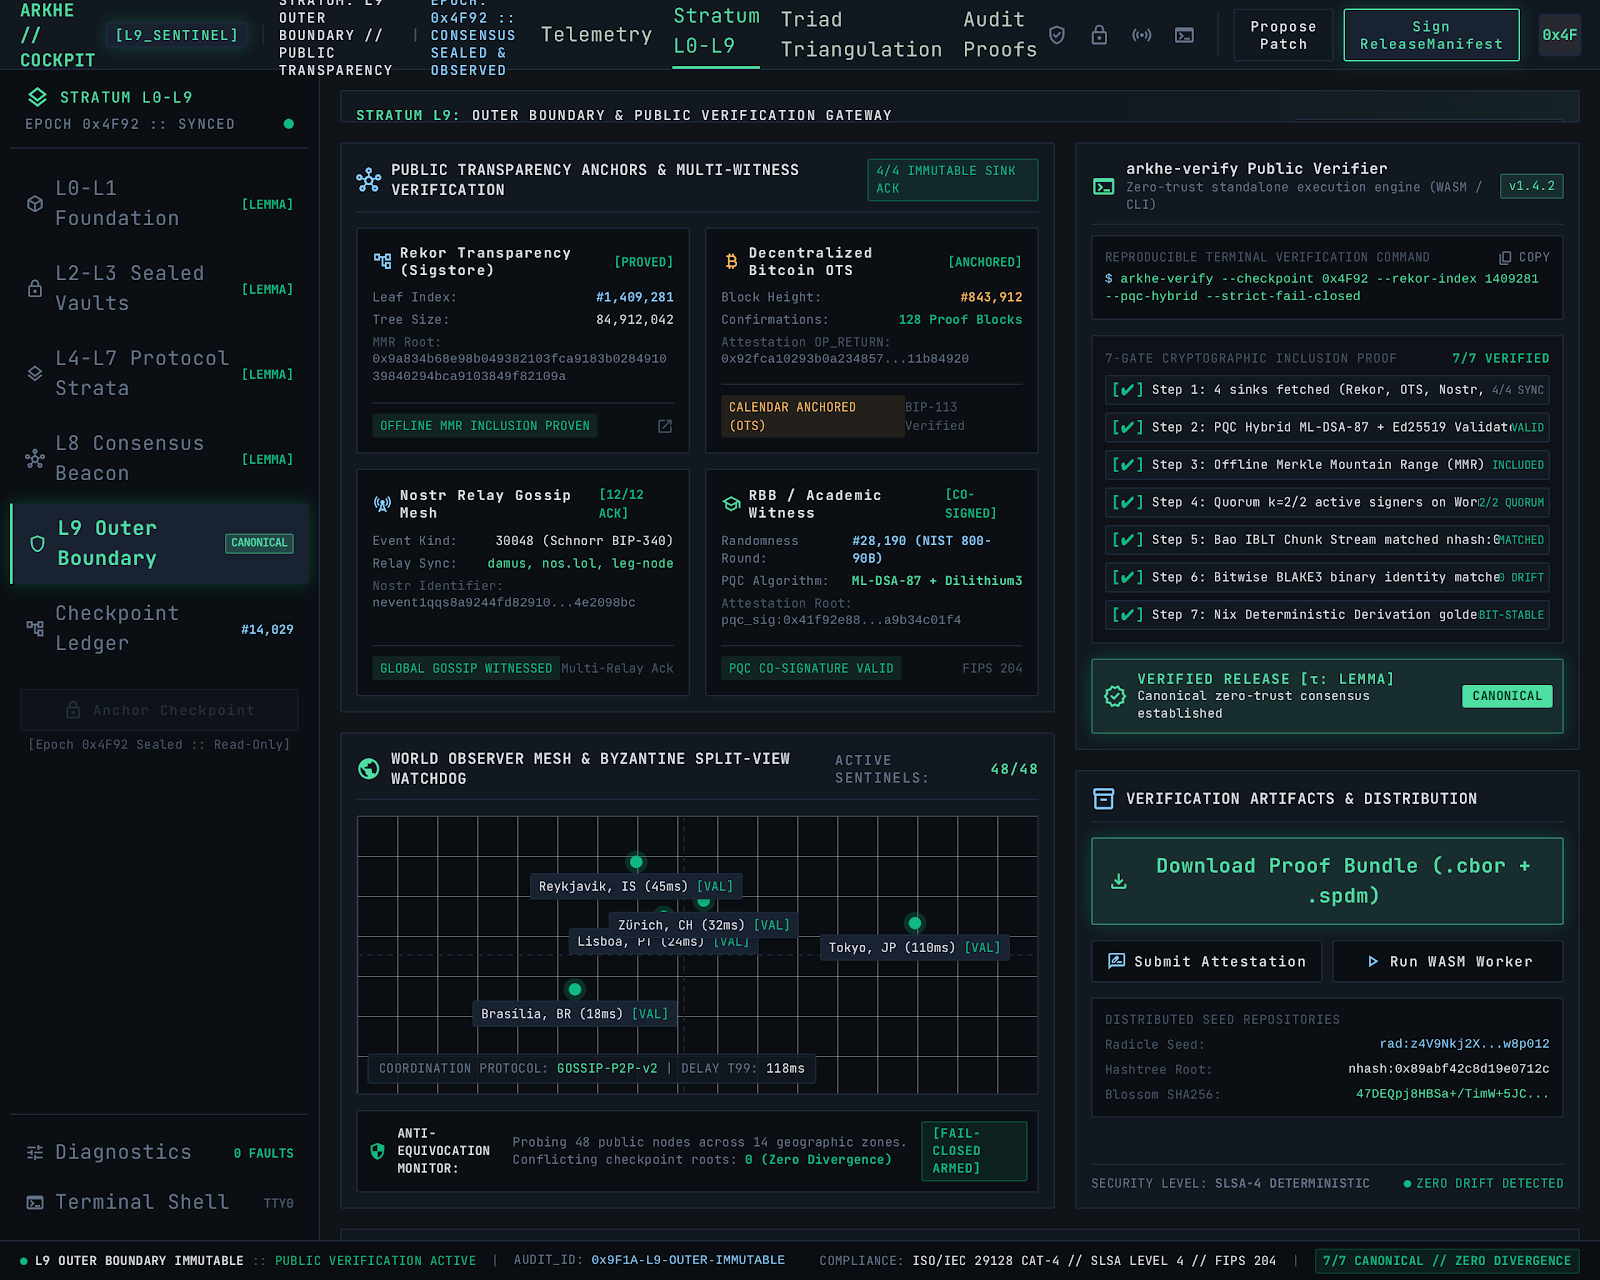 ARKHE
//
COCKPIT
[L9_SENTINEL]
STRATUM: L9
OUTER
BOUNDARY //
PUBLIC
TRANSPARENCY
EPOCH:
0x4F92 ::
CONSENSUS
SEALED &
OBSERVED
Telemetry
Stratum
L0-L9
Triad
Triangulation
Audit
Proofs
Propose
Patch
Sign
ReleaseManifest
0x4F
STRATUM L0-L9
EPOCH 0x4F92 :: SYNCED
L0-L1
Foundation
[LEMMA]
L2-L3 Sealed
Vaults
[LEMMA]
L4-L7 Protocol
Strata
[LEMMA]
L8 Consensus
Beacon
[LEMMA]
L9 Outer
Boundary
CANONICAL
Checkpoint
Ledger
#14,029
Anchor Checkpoint
[Epoch 0x4F92 Sealed :: Read-Only]
Diagnostics
0 FAULTS
Terminal Shell
TTY0
STRATUM L9: OUTER BOUNDARY & PUBLIC VERIFICATION GATEWAY
PUBLIC TRANSPARENCY ANCHORS & MULTI-WITNESS
VERIFICATION
4/4 IMMUTABLE SINK
ACK
Rekor Transparency
(Sigstore)
[PROVED]
Leaf Index: #1,409,281
Tree Size: 84,912,042
MMR Root:
0x9a834b68e98b049382103fca9183b0284910
39840294bca9103849f82109a
OFFLINE MMR INCLUSION PROVEN
Decentralized
Bitcoin OTS
[ANCHORED]
Block Height: #843,912
Confirmations: 128 Proof Blocks
Attestation OP_RETURN:
0x92fca10293b0a234857...11b84920
CALENDAR ANCHORED
(OTS)
BIP-113
Verified
Nostr Relay Gossip
Mesh
[12/12
ACK]
Event Kind: 30048 (Schnorr BIP-340)
Relay Sync: damus, nos.lol, leg-node
Nostr Identifier:
nevent1qqs8a9244fd82910...4e2098bc
GLOBAL GOSSIP WITNESSED Multi-Relay Ack
RBB / Academic
Witness
[CO-
SIGNED]
Randomness
Round:
#28,190 (NIST 800-
90B)
PQC Algorithm: ML-DSA-87 + Dilithium3
Attestation Root:
pqc_sig:0x41f92e88...a9b34c01f4
PQC CO-SIGNATURE VALID FIPS 204
WORLD OBSERVER MESH & BYZANTINE SPLIT-VIEW
WATCHDOG
ACTIVE
SENTINELS:
48/48
Reykjavik, IS (45ms) [VAL]
Zürich, CH (32ms) [VAL]
Lisboa, PT (24ms) [VAL]
Tokyo, JP (110ms) [VAL]
Brasília, BR (18ms) [VAL]
COORDINATION PROTOCOL: GOSSIP-P2P-v2 | DELAY T99: 118ms
ANTI-
EQUIVOCATION
MONITOR:
Probing 48 public nodes across 14 geographic zones.
Conflicting checkpoint roots: 0 (Zero Divergence)
[FAIL-
CLOSED
ARMED]
arkhe-verify Public Verifier
Zero-trust standalone execution engine (WASM /
CLI)
v1.4.2
REPRODUCIBLE TERMINAL VERIFICATION COMMAND
COPY
$ arkhe-verify --checkpoint 0x4F92 --rekor-index 1409281
--pqc-hybrid --strict-fail-closed
7-GATE CRYPTOGRAPHIC INCLUSION PROOF 7/7 VERIFIED
[✔] Step 1: 4 sinks fetched (Rekor, OTS, Nostr, 4/4 SYNC
[✔] Step 2: PQC Hybrid ML-DSA-87 + Ed25519 Validat VALID
[✔] Step 3: Offline Merkle Mountain Range (MMR) INCLUDED
[✔] Step 4: Quorum k=2/2 active signers on Wor 2/2 QUORUM
[✔] Step 5: Bao IBLT Chunk Stream matched nhash:0 MATCHED
[✔] Step 6: Bitwise BLAKE3 binary identity matche 0 DRIFT
[✔] Step 7: Nix Deterministic Derivation golde BIT-STABLE
VERIFIED RELEASE [τ: LEMMA]
Canonical zero-trust consensus
established
CANONICAL
VERIFICATION ARTIFACTS & DISTRIBUTION
Download Proof Bundle (.cbor +
.spdm)
Submit Attestation
Run WASM Worker
DISTRIBUTED SEED REPOSITORIES
Radicle Seed: rad:z4V9Nkj2X...w8p012
Hashtree Root: nhash:0x89abf42c8d19e0712c
Blossom SHA256: 47DEQpj8HBSa+/TimW+5JC...
SECURITY LEVEL: SLSA-4 DETERMINISTIC
ZERO DRIFT DETECTED
L9 OUTER BOUNDARY IMMUTABLE :: PUBLIC VERIFICATION ACTIVE | AUDIT_ID: 0x9F1A-L9-OUTER-IMMUTABLE
COMPLIANCE: ISO/IEC 29128 CAT-4 // SLSA LEVEL 4 // FIPS 204 | 7/7 CANONICAL // ZERO DIVERGENCE